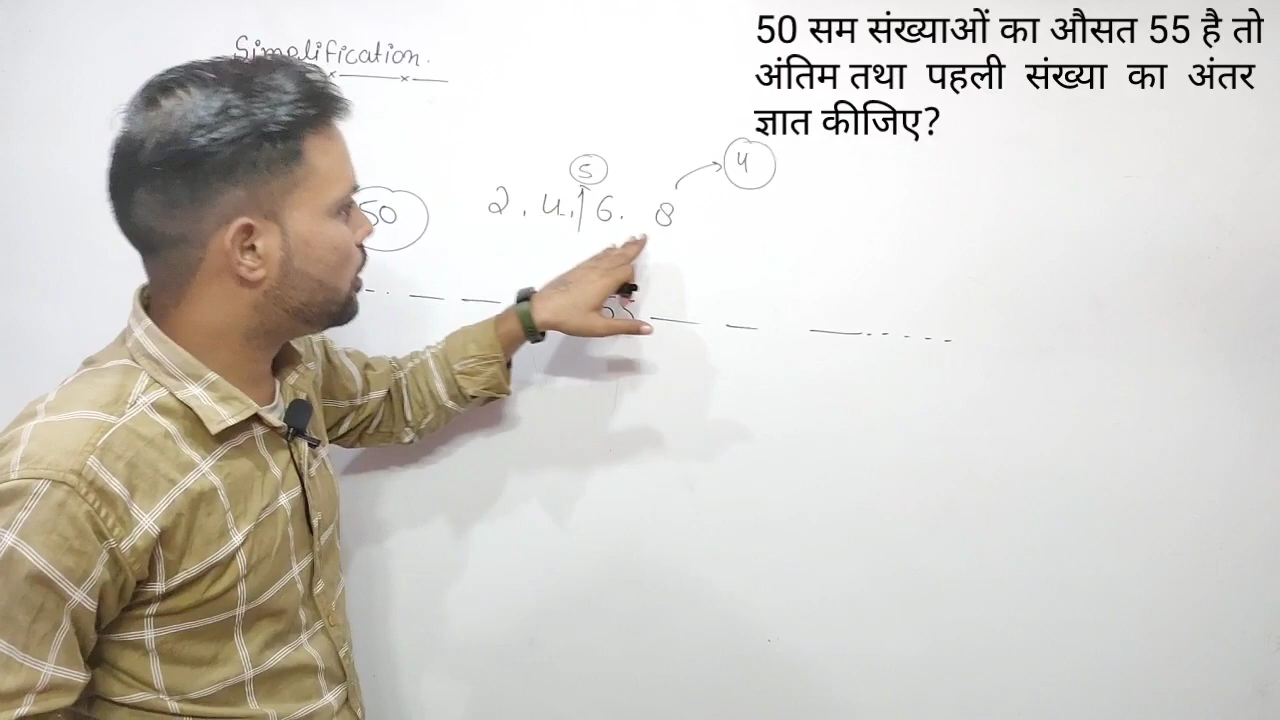 50 सम संख्याओं का औसत 55 है तो
अंतिम तथा पहली संख्या का अंतर
ज्ञात कीजिए?
Simplification.
5
4
50
2, 4, 6, 8